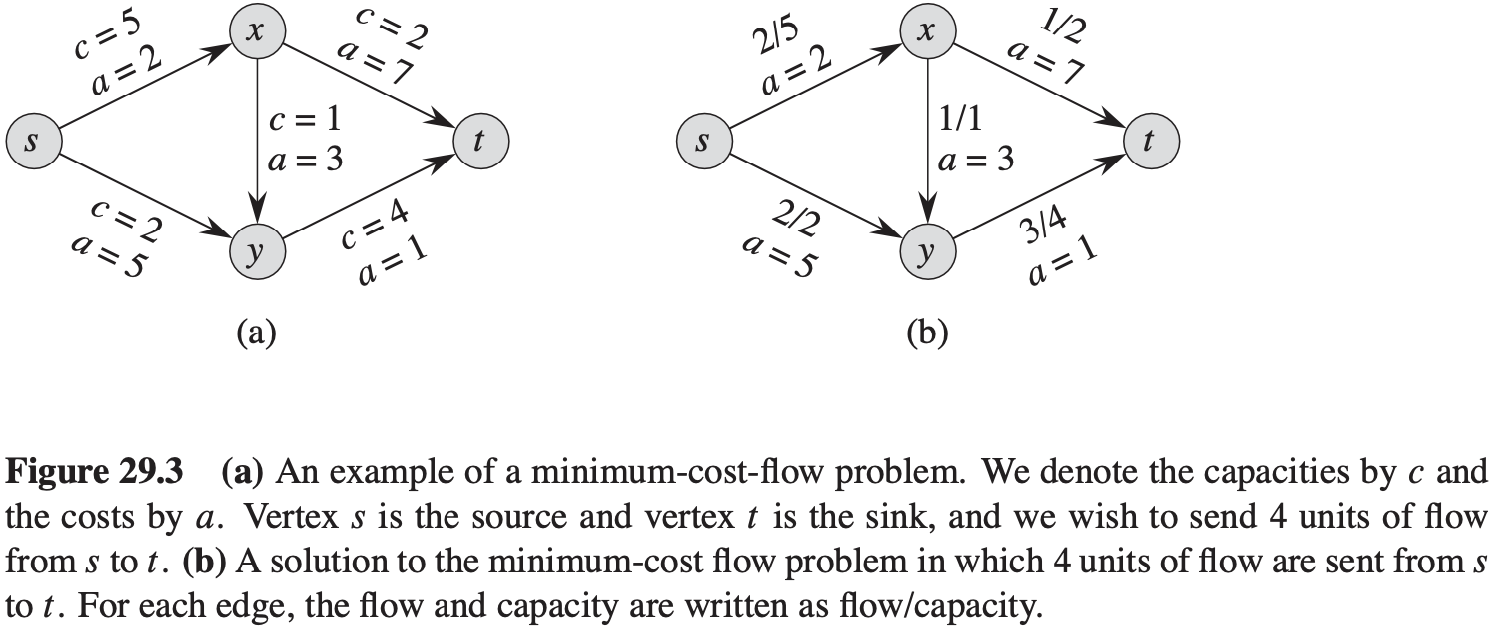 c = 5
a = 2
x
c = 2
a = 7
s
c = 1
a = 3
t
c = 2
a = 5
y
c = 4
a = 1
(a)
2/5
a = 2
x
1/2
a = 7
s
1/1
a = 3
t
2/2
a = 5
y
3/4
a = 1
(b)
Figure 29.3 (a) An example of a minimum-cost-flow problem. We denote the capacities by c and
the costs by a. Vertex s is the source and vertex t is the sink, and we wish to send 4 units of flow
from s to t. (b) A solution to the minimum-cost flow problem in which 4 units of flow are sent from s
to t. For each edge, the flow and capacity are written as flow/capacity.